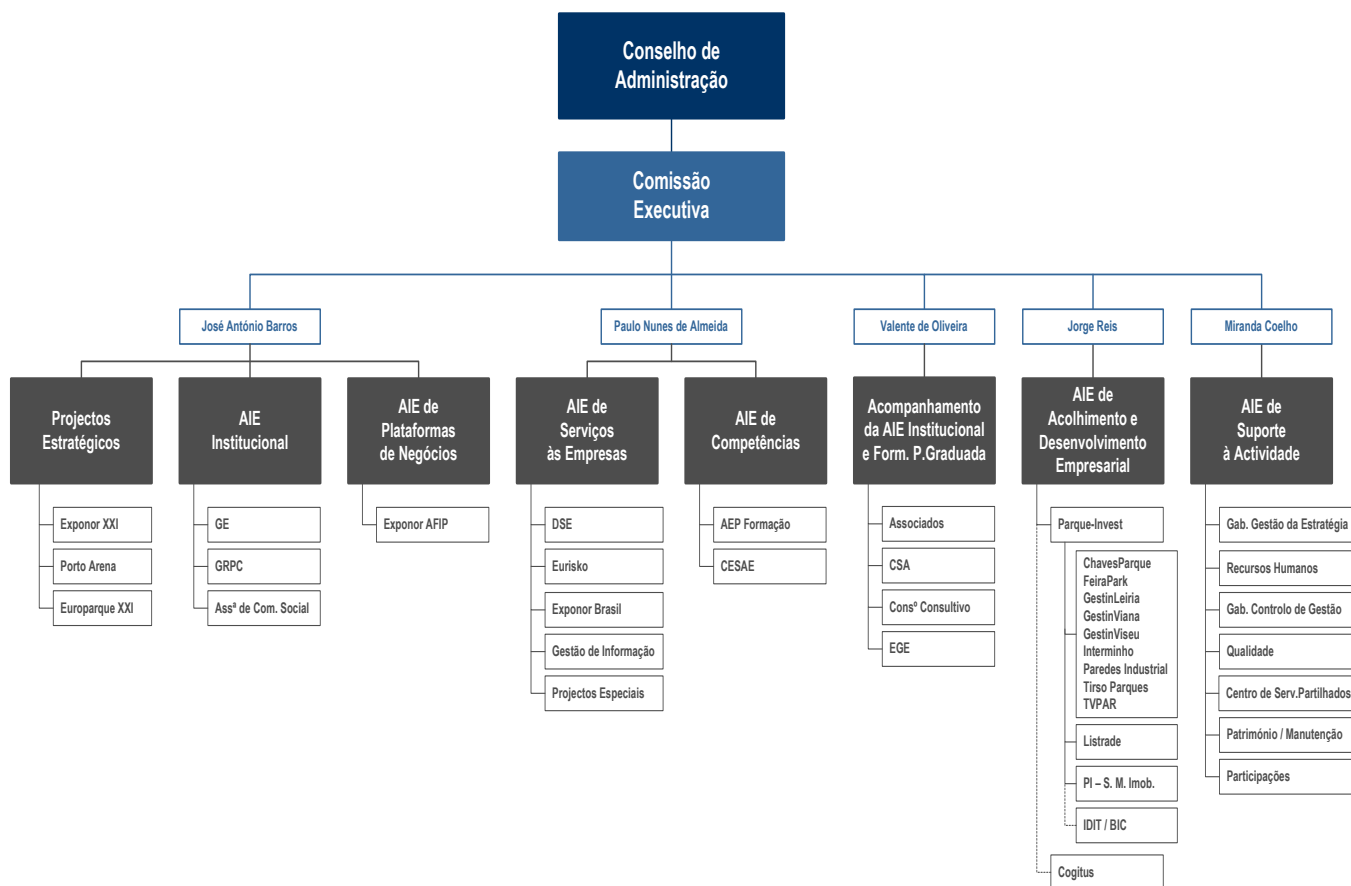 Conselho de
Administração
Comissão
Executiva
José António Barros
Paulo Nunes de Almeida
Valente de Oliveira
Jorge Reis
Miranda Coelho
Projectos
Estratégicos
AIE
Institucional
AIE de
Plataformas
de Negócios
AIE de
Serviços
às Empresas
AIE de
Competências
Acompanhamento
da AIE Institucional
e Form. P.Graduada
AIE de
Acolhimento e
Desenvolvimento
Empresarial
AIE de
Suporte
à Actividade
Exponor XXI
Porto Arena
Europarque XXI
GE
GRPC
Assª de Com. Social
Exponor AFIP
DSE
Eurisko
Exponor Brasil
Gestão de Informação
Projectos Especiais
AEP Formação
CESAE
Associados
CSA
Consº Consultivo
EGE
Parque-Invest
ChavesParque
FeiraPark
GestinLeiria
GestinViana
GestinViseu
Interminho
Paredes Industrial
Tirso Parques
TVPAR
Listrade
PI – S. M. Imob.
IDIT / BIC
Cogitus
Gab. Gestão da Estratégia
Recursos Humanos
Gab. Controlo de Gestão
Qualidade
Centro de Serv.Partilhados
Património / Manutenção
Participações